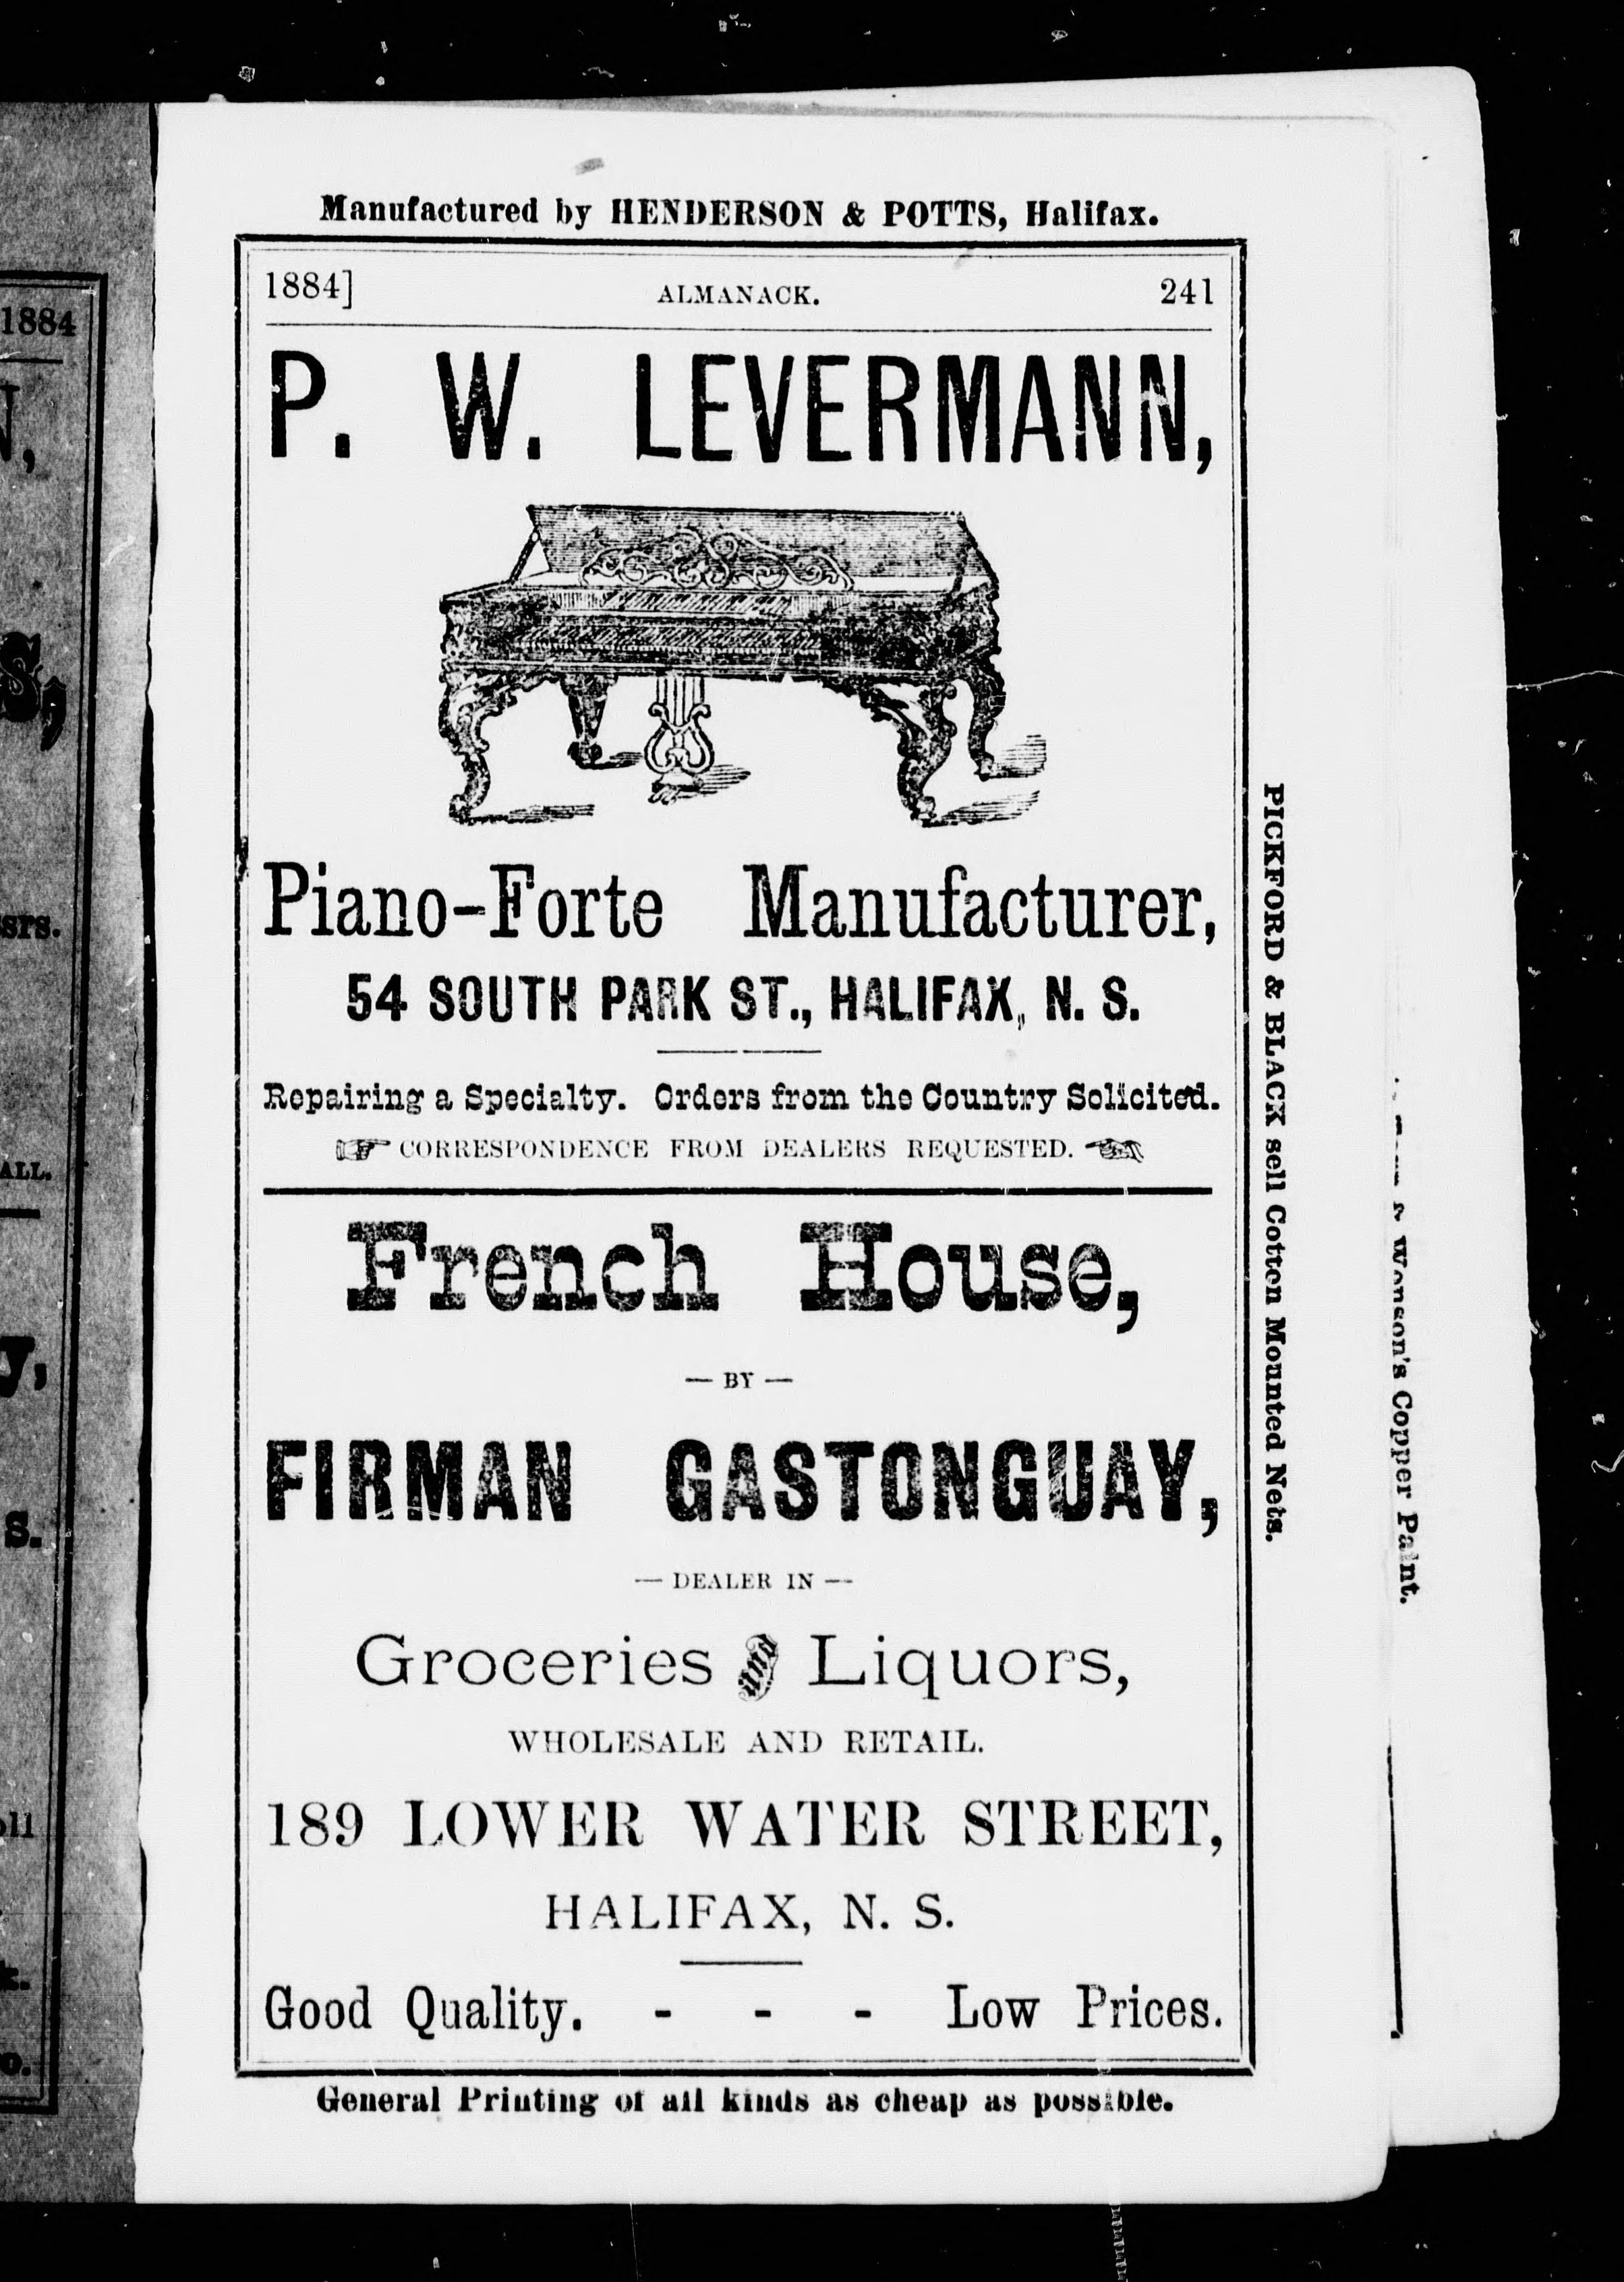 Manufactured by HENDERSON & POTTS, Halifax.
1884] ALMANACK. 241
P. W. LEVERMANN,
Piano-Forte Manufacturer,
54 SOUTH PARK ST., HALIFAX, N. S.
Repairing a Specialty. Orders from the Country Solicited.
☞ CORRESPONDENCE FROM DEALERS REQUESTED. ☜
French House,
— BY —
FIRMAN GASTONGUAY,
— DEALER IN —
Groceries and Liquors,
WHOLESALE AND RETAIL.
189 LOWER WATER STREET,
HALIFAX, N. S.
Good Quality. - - - Low Prices.
General Printing of all kinds as cheap as possible.
PICKFORD & BLACK sell Cotton Mounted Nets.
& Wonson's Copper Paint.
1884
ALL.